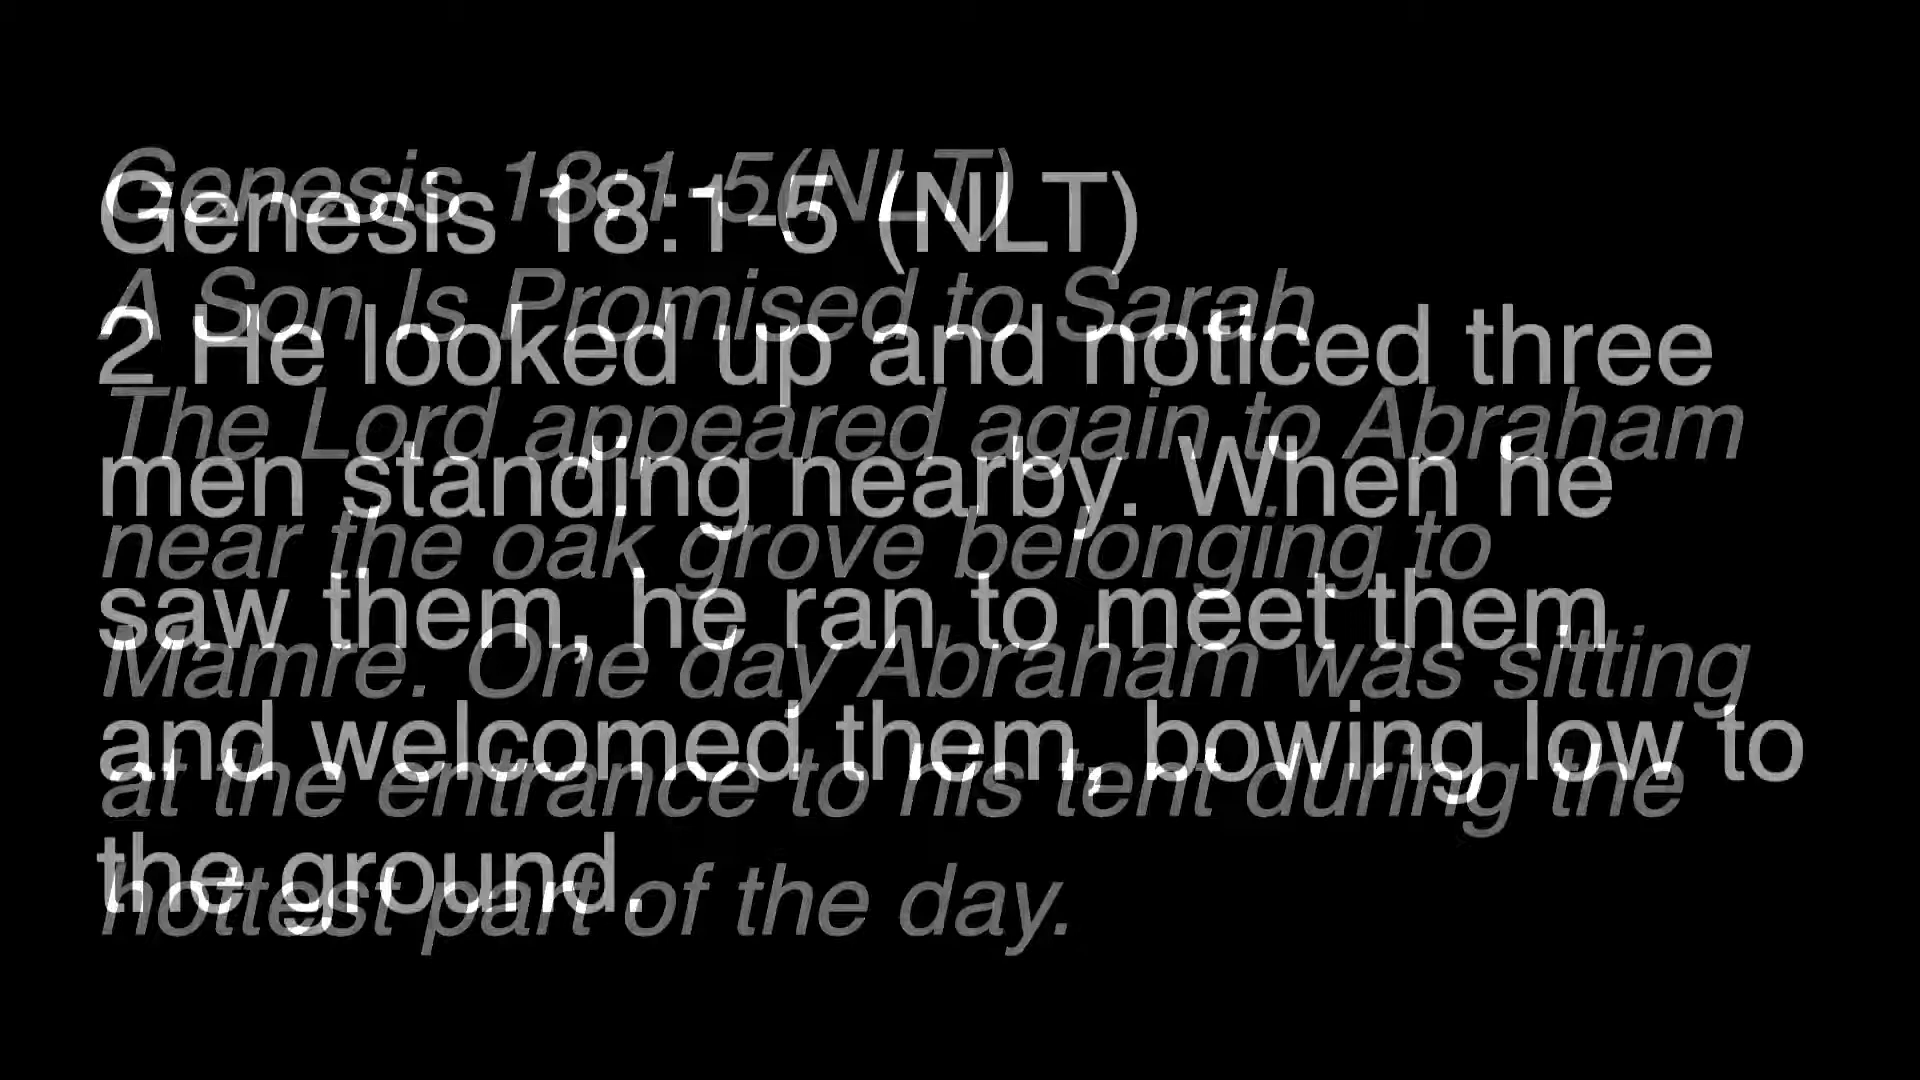 Genesis 18:1-5(NLT)
A Son Is Promised to Sarah
The Lord appeared again to Abraham
near the oak grove belonging to
Mamre. One day Abraham was sitting
at the entrance to his tent during the
hottest part of the day.
Genesis 18:1-5 (NLT)
2 He looked up and noticed three
men standing nearby. When he
saw them, he ran to meet them
and welcomed them, bowing low to
the ground.